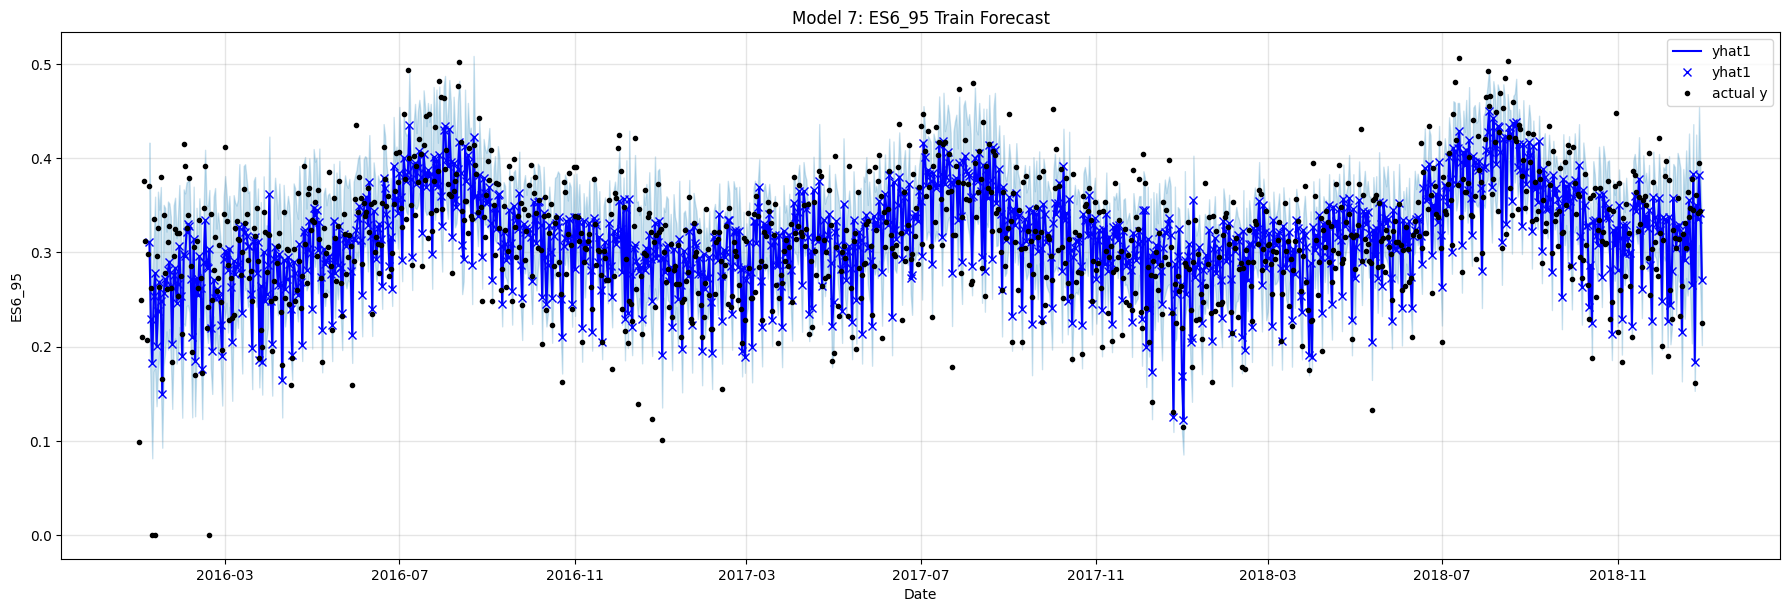 Model 7: ES6_95 Train Forecast
yhat1
yhat1
actual y
0.5
0.4
0.3
0.2
0.1
0.0
ES6_95
2016-03
2016-07
2016-11
2017-03
2017-07
2017-11
2018-03
2018-07
2018-11
Date